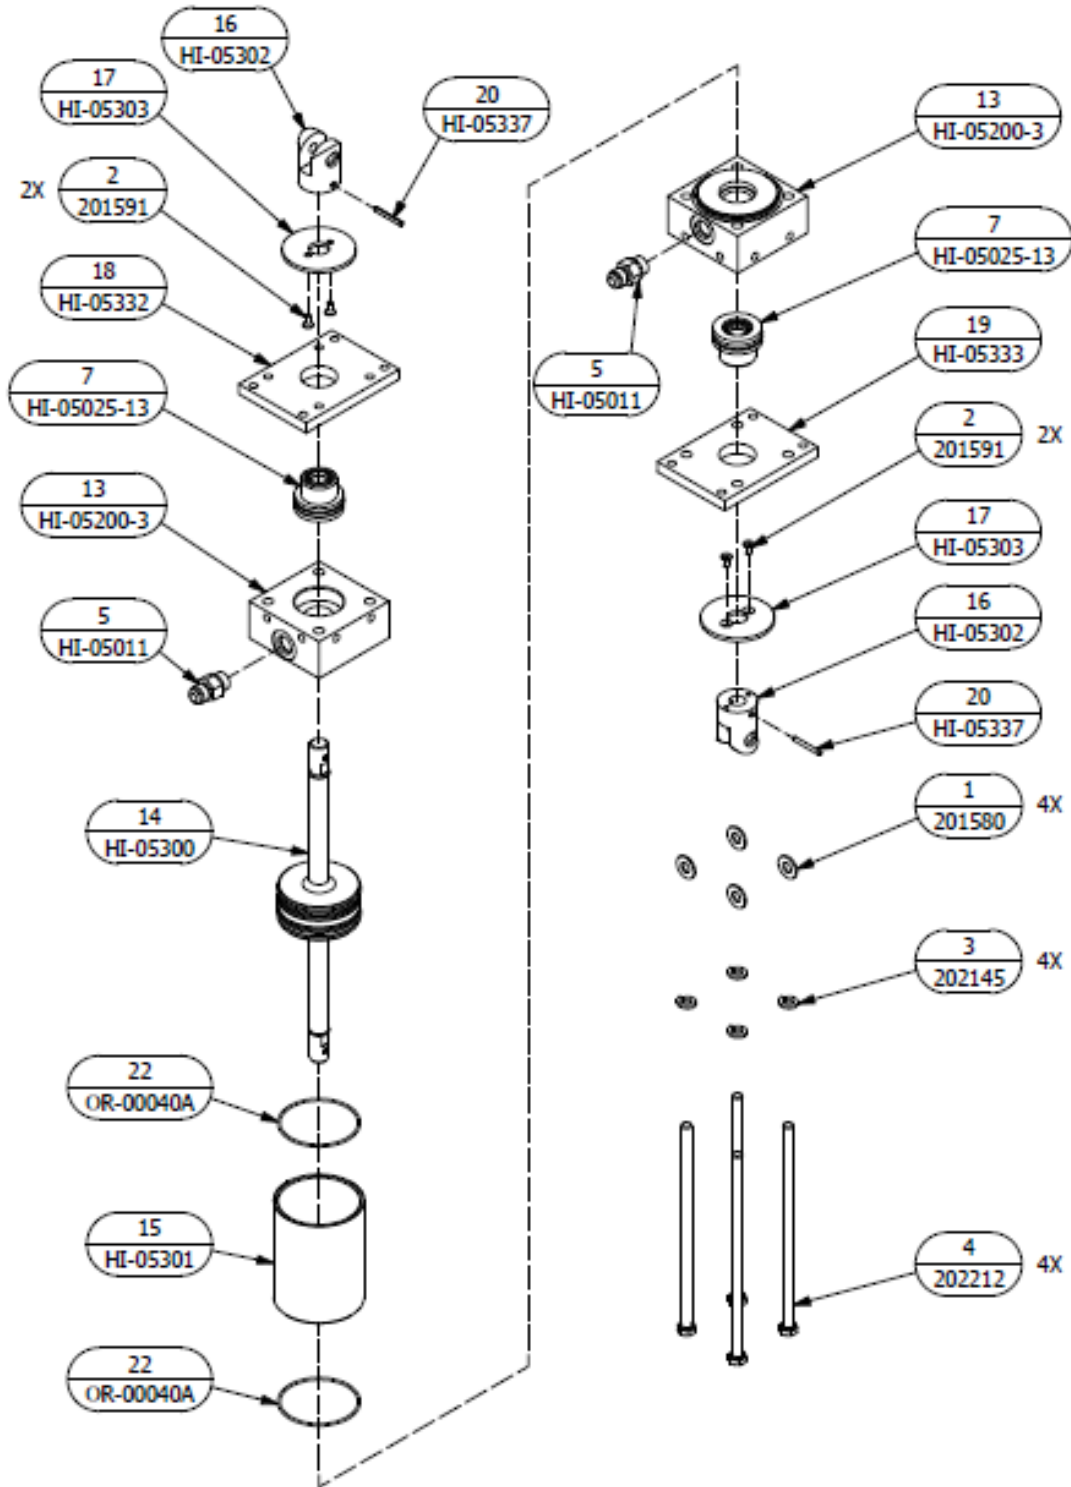 16
HI-05302
17
HI-05303
20
HI-05337
2X
2
201591
18
HI-05332
7
HI-05025-13
13
HI-05200-3
5
HI-05011
14
HI-05300
22
OR-00040A
15
HI-05301
22
OR-00040A
13
HI-05200-3
7
HI-05025-13
5
HI-05011
19
HI-05333
2
201591
2X
17
HI-05303
16
HI-05302
20
HI-05337
1
201580
4X
3
202145
4X
4
202212
4X